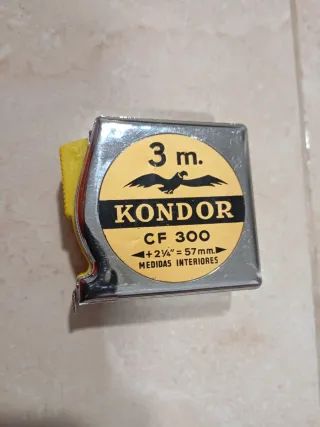 3 m.
KONDOR
CF 300
+2¼" = 57mm.
MEDIDAS INTERIORES